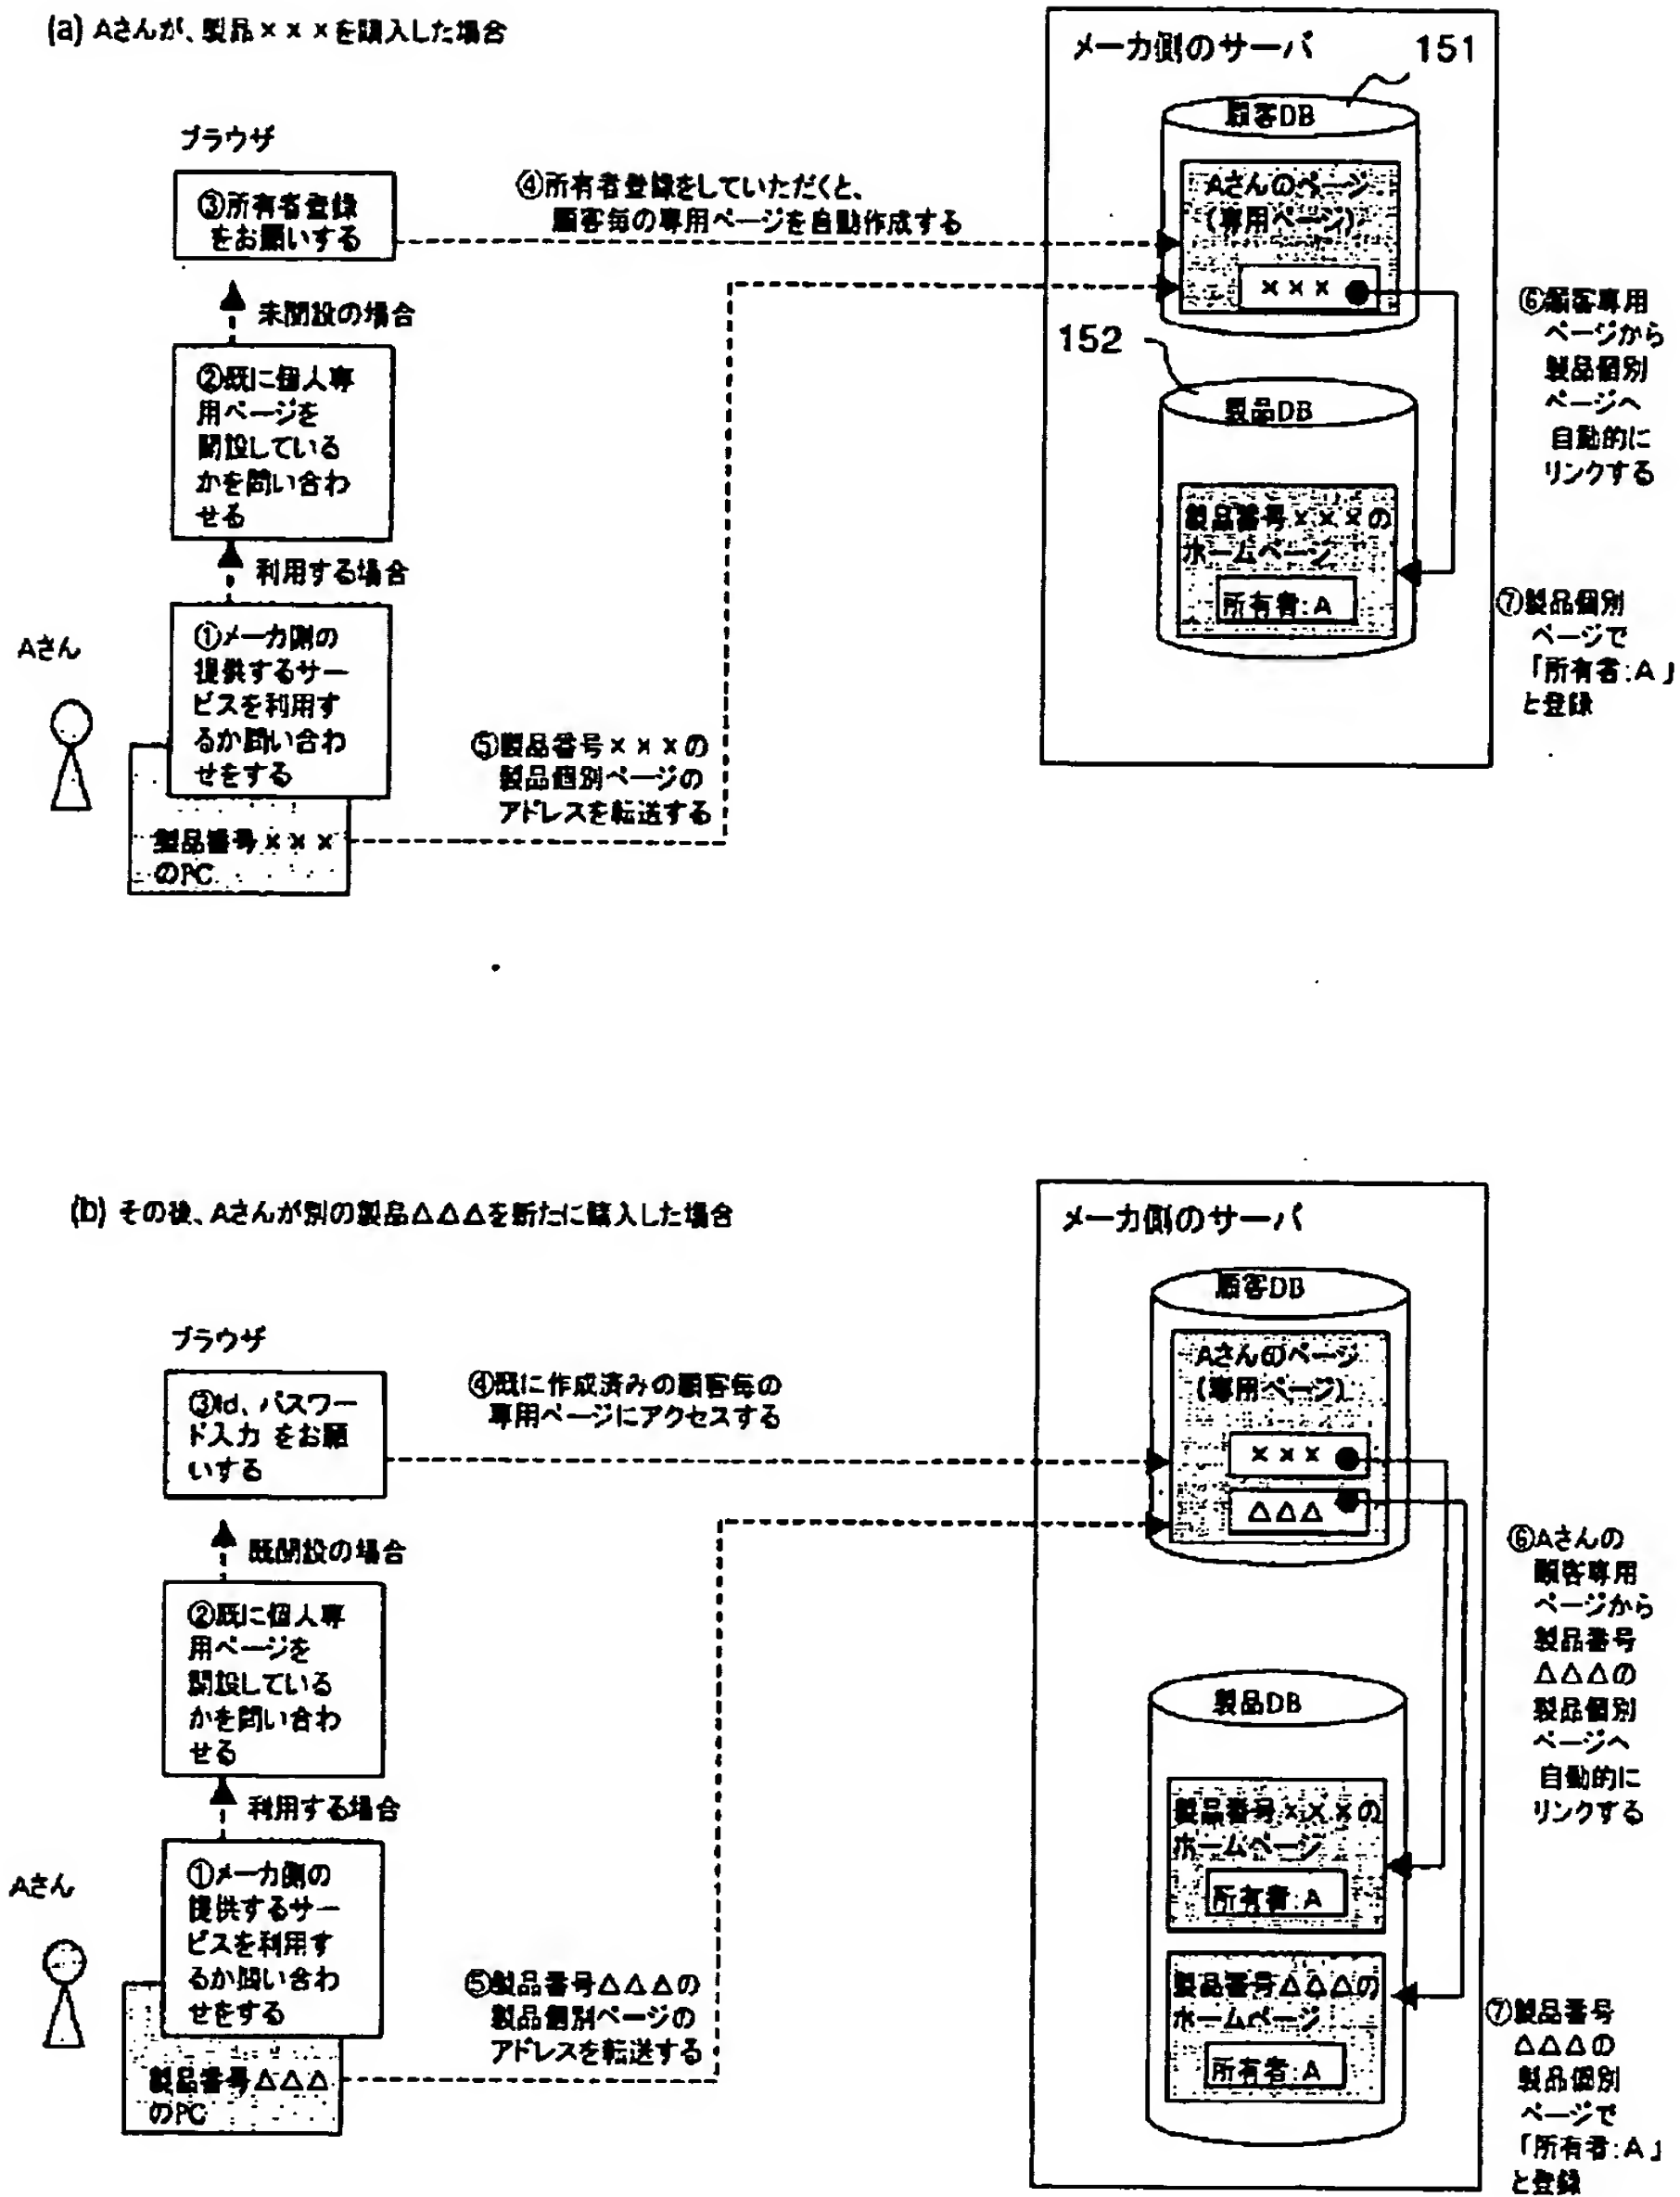 (a) Aさんが、製品×××を購入した場合
メーカ側のサーバ
151
顧客DB
Aさんのページ
(専用ページ)
×××
152
製品DB
製品番号×××の
ホームページ
所有者:A
ブラウザ
③所有者登録
をお願いする
④所有者登録をしていただくと、
顧客毎の専用ページを自動作成する
未開設の場合
②既に個人専
用ページを
開設している
かを問い合わ
せる
利用する場合
Aさん
①メーカ側の
提供するサー
ビスを利用す
るか問い合わ
せをする
製品番号×××
のPC
⑤製品番号×××の
製品個別ページの
アドレスを転送する
⑥顧客専用
ページから
製品個別
ページへ
自動的に
リンクする
⑦製品個別
ページで
「所有者:A」
と登録
(b) その後、Aさんが別の製品△△△を新たに購入した場合
メーカ側のサーバ
顧客DB
Aさんのページ
(専用ページ)
×××
△△△
製品DB
製品番号×××の
ホームページ
所有者:A
製品番号△△△の
ホームページ
所有者:A
ブラウザ
③Id、パスワー
ド入力 をお願
いする
④既に作成済みの顧客毎の
専用ページにアクセスする
既開設の場合
②既に個人専
用ページを
開設している
かを問い合わ
せる
利用する場合
Aさん
①メーカ側の
提供するサー
ビスを利用す
るか問い合わ
せをする
製品番号△△△
のPC
⑤製品番号△△△の
製品個別ページの
アドレスを転送する
⑥Aさんの
顧客専用
ページから
製品番号
△△△の
製品個別
ページへ
自動的に
リンクする
⑦製品番号
△△△の
製品個別
ページで
「所有者:A」
と登録